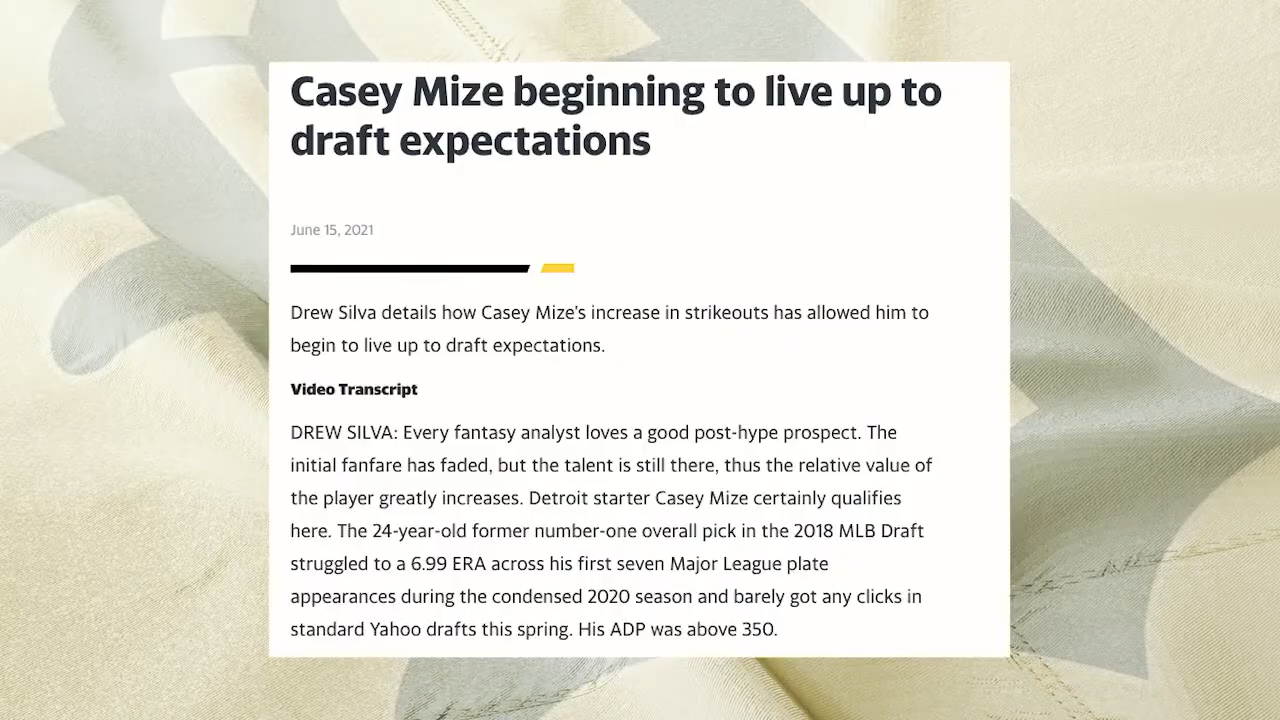 Casey Mize beginning to live up to
draft expectations
June 15, 2021
Drew Silva details how Casey Mize's increase in strikeouts has allowed him to
begin to live up to draft expectations.
Video Transcript
DREW SILVA: Every fantasy analyst loves a good post-hype prospect. The
initial fanfare has faded, but the talent is still there, thus the relative value of
the player greatly increases. Detroit starter Casey Mize certainly qualifies
here. The 24-year-old former number-one overall pick in the 2018 MLB Draft
struggled to a 6.99 ERA across his first seven Major League plate
appearances during the condensed 2020 season and barely got any clicks in
standard Yahoo drafts this spring. His ADP was above 350.